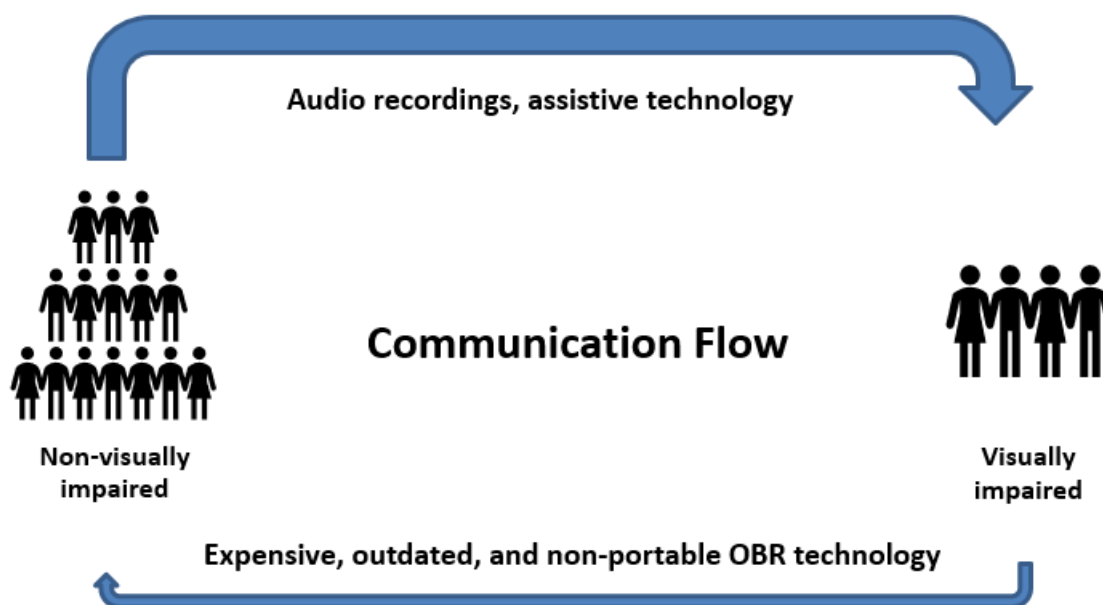 Audio recordings, assistive technology
Communication Flow
Non-visually
impaired
Visually
impaired
Expensive, outdated, and non-portable OBR technology